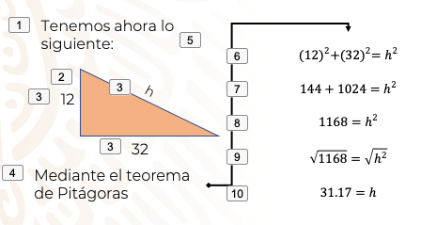 1 Tenemos ahora lo
siguiente:
5
2
3 12
3 h
3 32
4 Mediante el teorema
de Pitágoras
6 (12)²+(32)²= h²
7 144 + 1024 = h²
8 1168 = h²
9 √1168 = √h²
10 31.17 = h